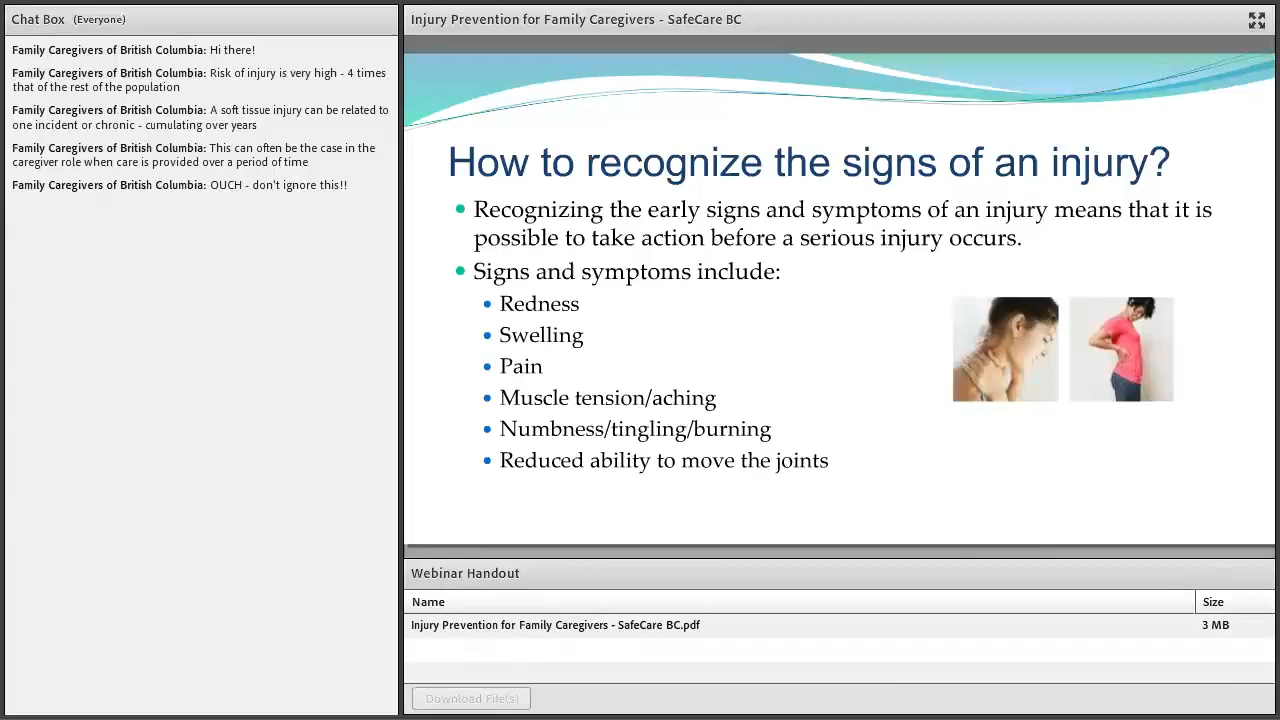 Chat Box (Everyone)
Family Caregivers of British Columbia: Hi there!
Family Caregivers of British Columbia: Risk of injury is very high - 4 times
that of the rest of the population
Family Caregivers of British Columbia: A soft tissue injury can be related to
one incident or chronic - cumulating over years
Family Caregivers of British Columbia: This can often be the case in the
caregiver role when care is provided over a period of time
Family Caregivers of British Columbia: OUCH - don't ignore this!!
Injury Prevention for Family Caregivers - SafeCare BC
How to recognize the signs of an injury?
• Recognizing the early signs and symptoms of an injury means that it is
possible to take action before a serious injury occurs.
• Signs and symptoms include:
• Redness
• Swelling
• Pain
• Muscle tension/aching
• Numbness/tingling/burning
• Reduced ability to move the joints
Webinar Handout
Name Size
Injury Prevention for Family Caregivers - SafeCare BC.pdf 3 MB
Download File(s)